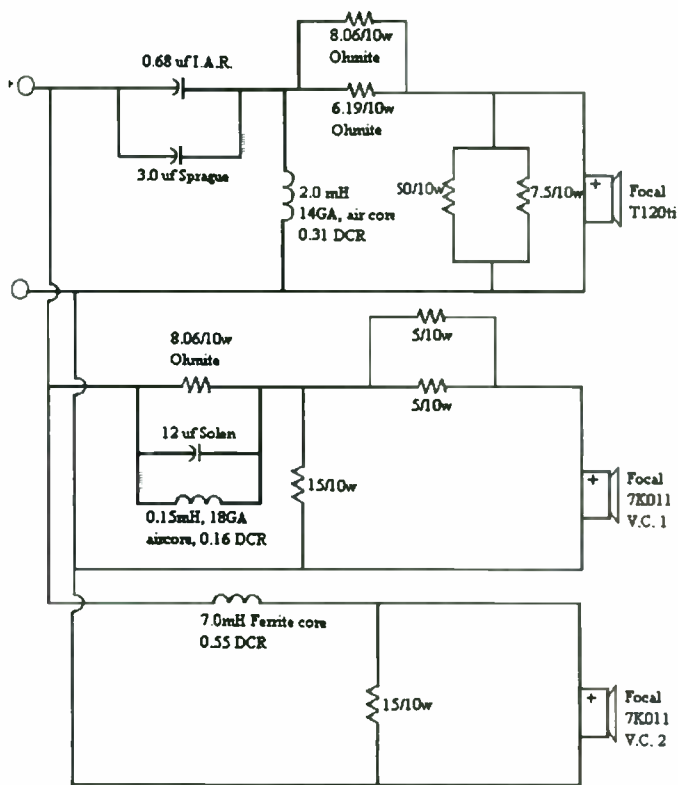 8.06/10w
Ohmite
0.68 uf I.A.R.
6.19/10w
Ohmite
3.0 uf Sprague
2.0 mH
14GA, air core
0.31 DCR
50/10w
7.5/10w
+
Focal
T120ti
8.06/10w
Ohmite
5/10w
5/10w
12 uf Solen
15/10w
0.15mH, 18GA
aircore, 0.16 DCR
+
Focal
7K011
V.C. 1
7.0mH Ferrite core
0.55 DCR
15/10w
+
Focal
7K011
V.C. 2